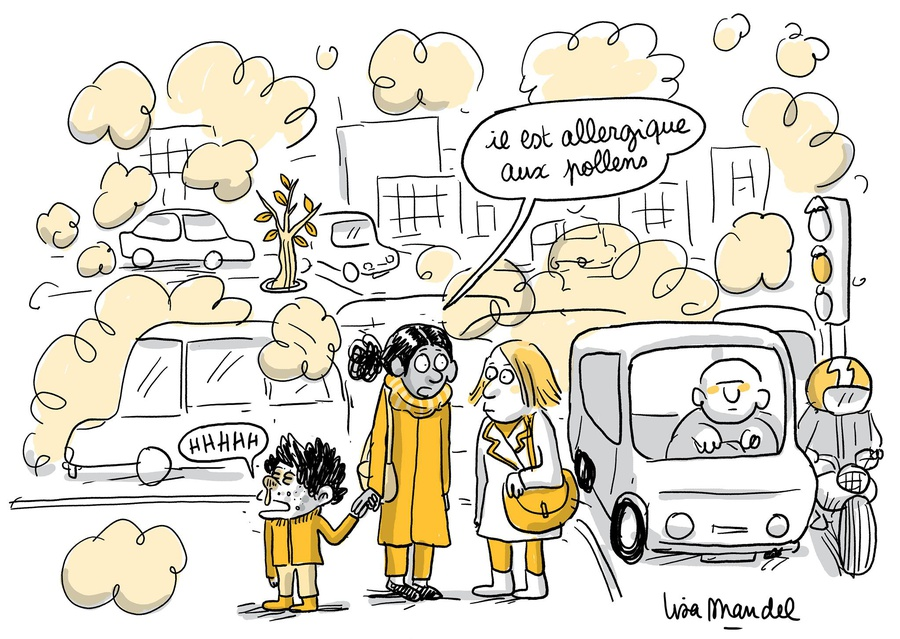 il est allergique
aux pollens
HHHHH
Lisa Mandel